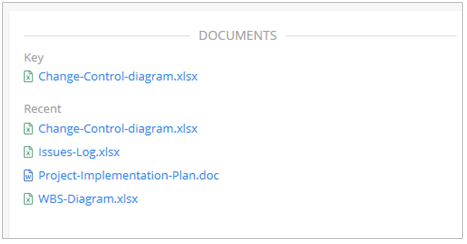 DOCUMENTS
Key
Change-Control-diagram.xlsx
Recent
Change-Control-diagram.xlsx
Issues-Log.xlsx
Project-Implementation-Plan.doc
WBS-Diagram.xlsx